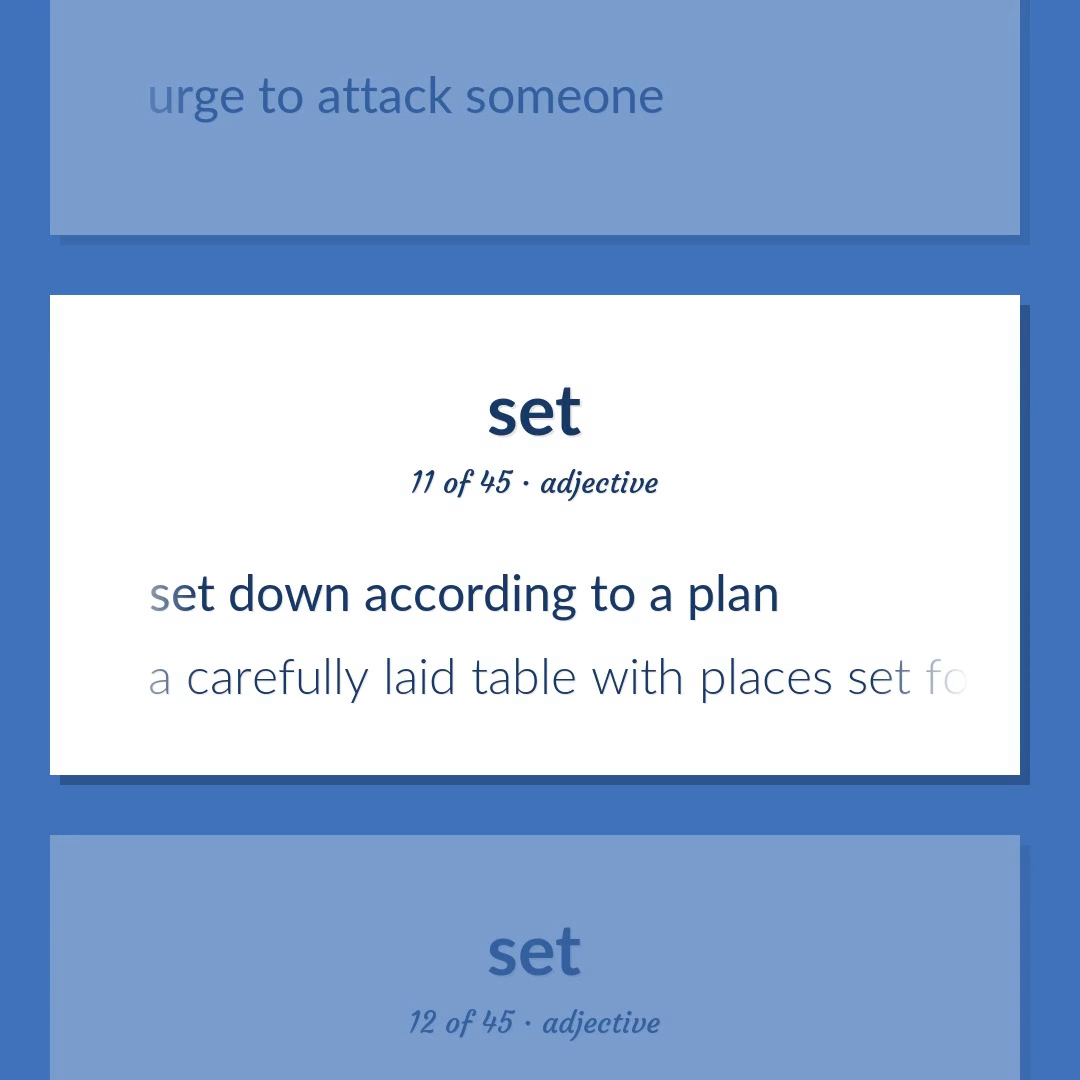 urge to attack someone
set
11 of 45 · adjective
set down according to a plan
a carefully laid table with places set fo
set
12 of 45 · adjective